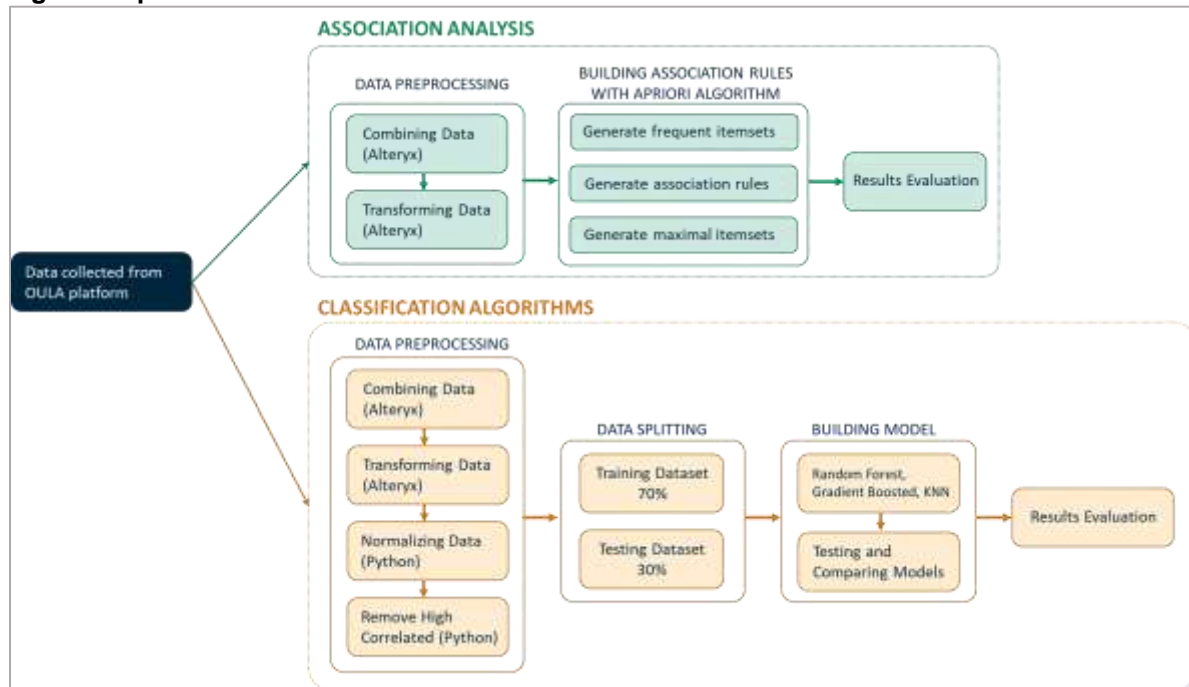 ASSOCIATION ANALYSIS
DATA PREPROCESSING
Combining Data
(Alteryx)
Transforming Data
(Alteryx)
BUILDING ASSOCIATION RULES
WITH APRIORI ALGORITHM
Generate frequent itemsets
Generate association rules
Generate maximal itemsets
Results Evaluation
Data collected from
OULA platform
CLASSIFICATION ALGORITHMS
DATA PREPROCESSING
Combining Data
(Alteryx)
Transforming Data
(Alteryx)
Normalizing Data
(Python)
Remove High
Correlated (Python)
DATA SPLITTING
Training Dataset
70%
Testing Dataset
30%
BUILDING MODEL
Random Forest,
Gradient Boosted, KNN
Testing and
Comparing Models
Results Evaluation